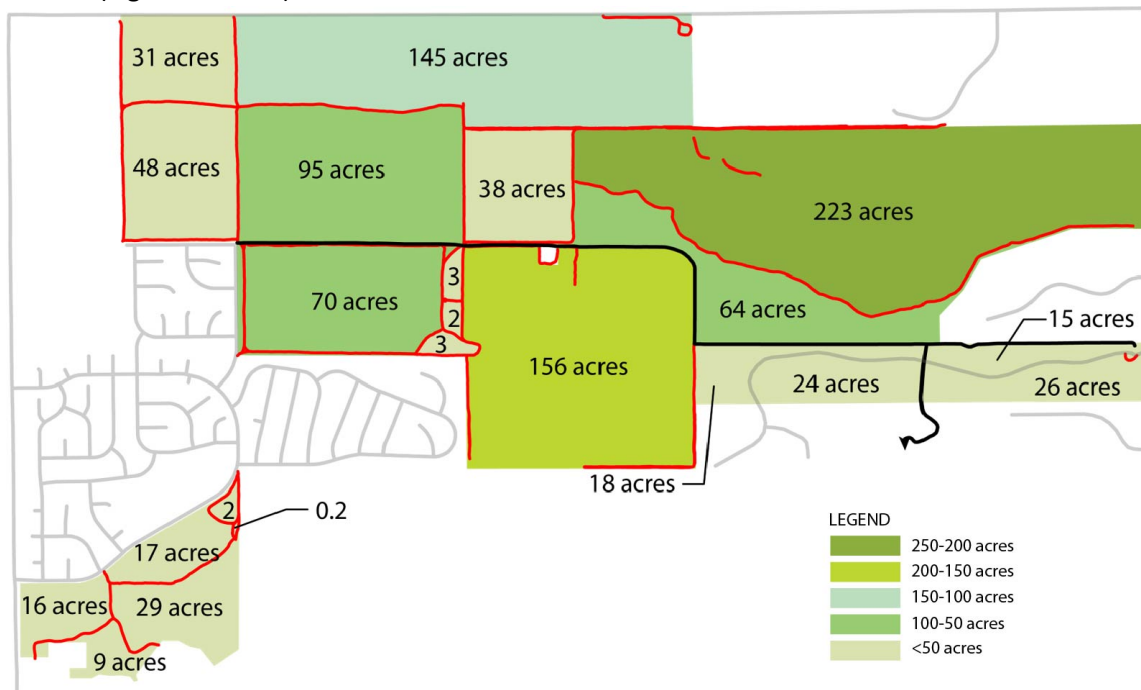 31 acres
145 acres
48 acres
95 acres
38 acres
223 acres
3
70 acres
2
3
64 acres
15 acres
156 acres
24 acres
26 acres
18 acres
2
0.2
17 acres
16 acres
29 acres
9 acres
LEGEND
250-200 acres
200-150 acres
150-100 acres
100-50 acres
<50 acres